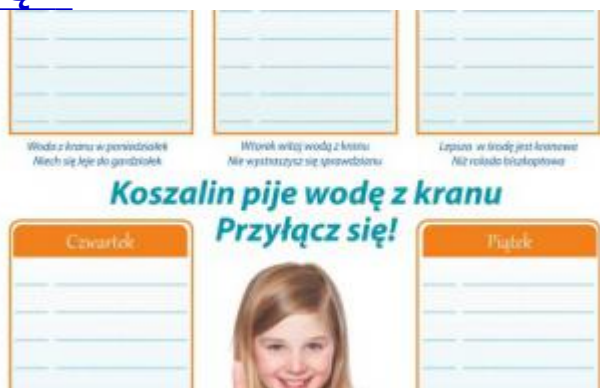 Woda z kranu w poniedziałek
Niech się leje do gardziołek
Wtorek witaj wodą z kranu
Nie wystraszysz się sprawdzianu
Lepsza w środę jest kranowa
Niż rolada biszkoptowa
Koszalin pije wodę z kranu
Przyłącz się!
Czwartek
Piątek